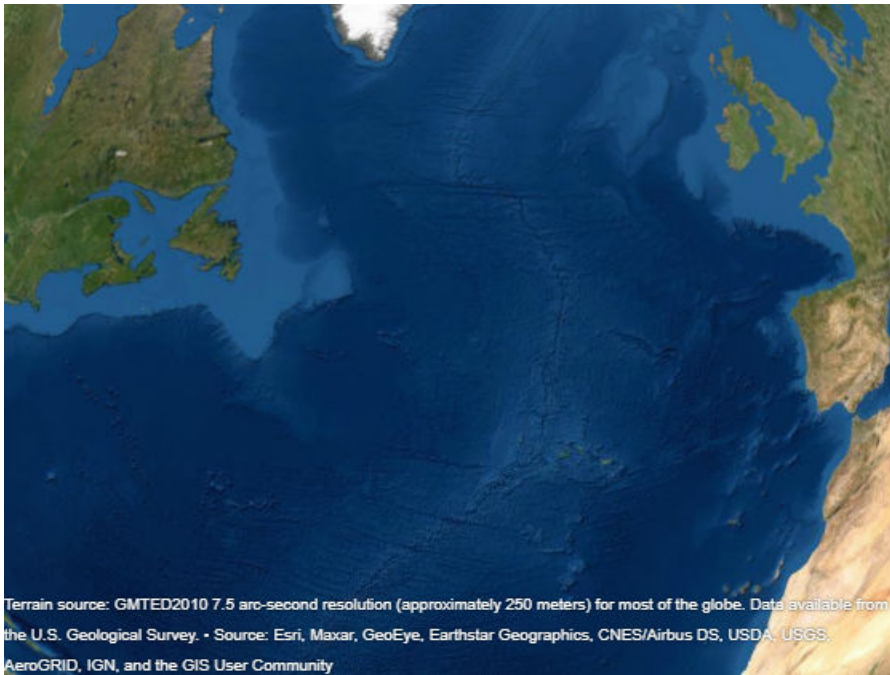 Terrain source: GMTED2010 7.5 arc-second resolution (approximately 250 meters) for most of the globe. Data available from
the U.S. Geological Survey. • Source: Esri, Maxar, GeoEye, Earthstar Geographics, CNES/Airbus DS, USDA, USGS,
AeroGRID, IGN, and the GIS User Community